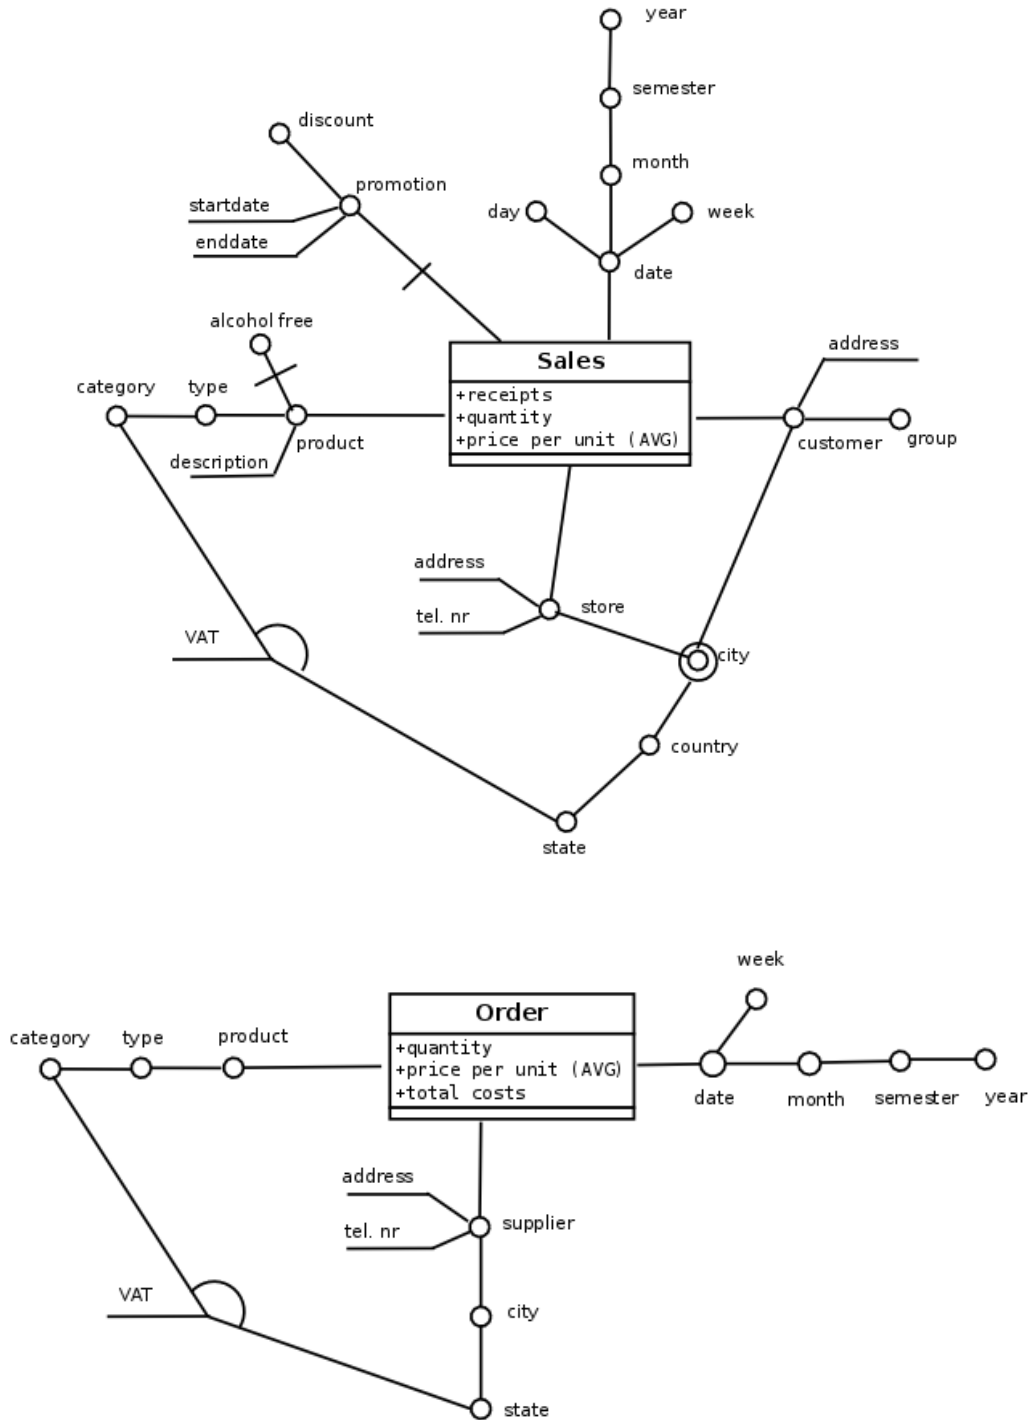 year
semester
discount
month
promotion
startdate
day
week
enddate
date
alcohol free
Sales
address
category
type
+receipts
+quantity
+price per unit (AVG)
product
customer
group
description
address
store
tel. nr
VAT
city
country
state
week
Order
category
type
product
+quantity
+price per unit (AVG)
+total costs
date
month
semester
year
address
supplier
tel. nr
VAT
city
state